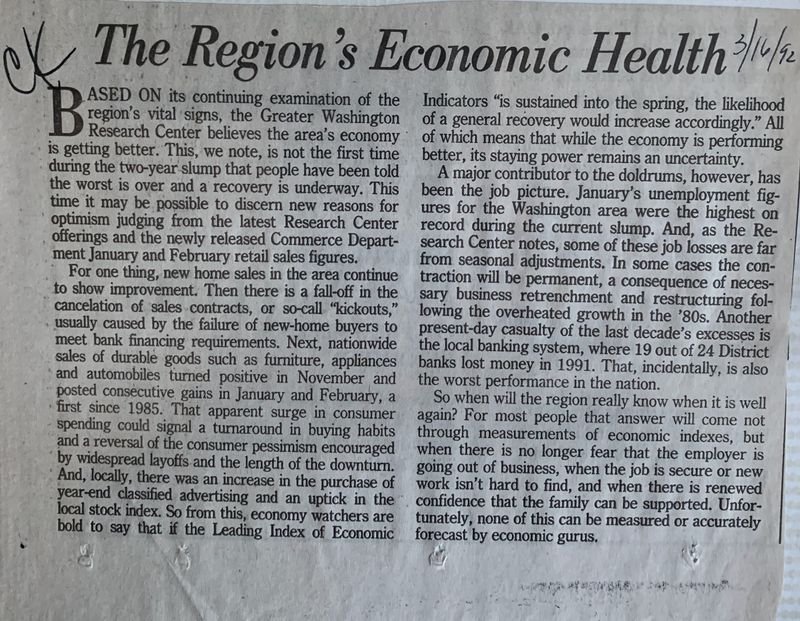 CK
The Region's Economic Health
3/16/92
BASED ON its continuing examination of the
region's vital signs, the Greater Washington
Research Center believes the area's economy
is getting better. This, we note, is not the first time
during the two-year slump that people have been told
the worst is over and a recovery is underway. This
time it may be possible to discern new reasons for
optimism judging from the latest Research Center
offerings and the newly released Commerce Depart-
ment January and February retail sales figures.
For one thing, new home sales in the area continue
to show improvement. Then there is a fall-off in the
cancelation of sales contracts, or so-call "kickouts,"
usually caused by the failure of new-home buyers to
meet bank financing requirements. Next, nationwide
sales of durable goods such as furniture, appliances
and automobiles turned positive in November and
posted consecutive gains in January and February, a
first since 1985. That apparent surge in consumer
spending could signal a turnaround in buying habits
and a reversal of the consumer pessimism encouraged
by widespread layoffs and the length of the downturn.
And, locally, there was an increase in the purchase of
year-end classified advertising and an uptick in the
local stock index. So from this, economy watchers are
bold to say that if the Leading Index of Economic
Indicators "is sustained into the spring, the likelihood
of a general recovery would increase accordingly." All
of which means that while the economy is performing
better, its staying power remains an uncertainty.
A major contributor to the doldrums, however, has
been the job picture. January's unemployment fig-
ures for the Washington area were the highest on
record during the current slump. And, as the Re-
search Center notes, some of these job losses are far
from seasonal adjustments. In some cases the con-
traction will be permanent, a consequence of neces-
sary business retrenchment and restructuring fol-
lowing the overheated growth in the '80s. Another
present-day casualty of the last decade's excesses is
the local banking system, where 19 out of 24 District
banks lost money in 1991. That, incidentally, is also
the worst performance in the nation.
So when will the region really know when it is well
again? For most people that answer will come not
through measurements of economic indexes, but
when there is no longer fear that the employer is
going out of business, when the job is secure or new
work isn't hard to find, and when there is renewed
confidence that the family can be supported. Unfor-
tunately, none of this can be measured or accurately
forecast by economic gurus.